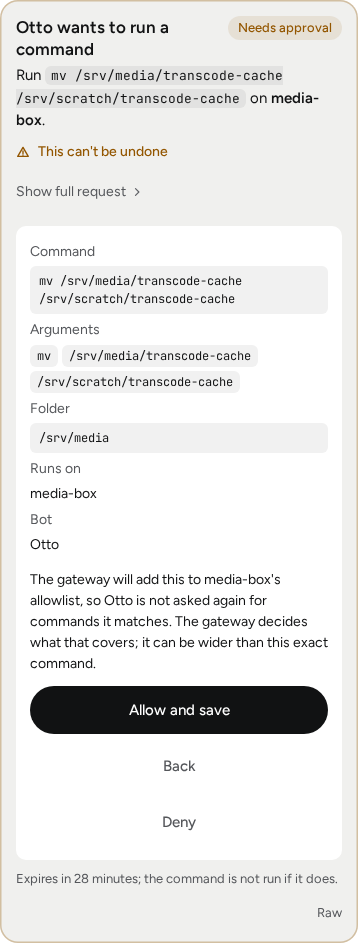 Otto wants to run a
command
Needs approval
Run mv /srv/media/transcode-cache
/srv/scratch/transcode-cache on media-
box.
This can't be undone
Show full request
Command
mv /srv/media/transcode-cache
/srv/scratch/transcode-cache
Arguments
mv /srv/media/transcode-cache
/srv/scratch/transcode-cache
Folder
/srv/media
Runs on
media-box
Bot
Otto
The gateway will add this to media-box's
allowlist, so Otto is not asked again for
commands it matches. The gateway decides
what that covers; it can be wider than this exact
command.
Allow and save
Back
Deny
Expires in 28 minutes; the command is not run if it does.
Raw